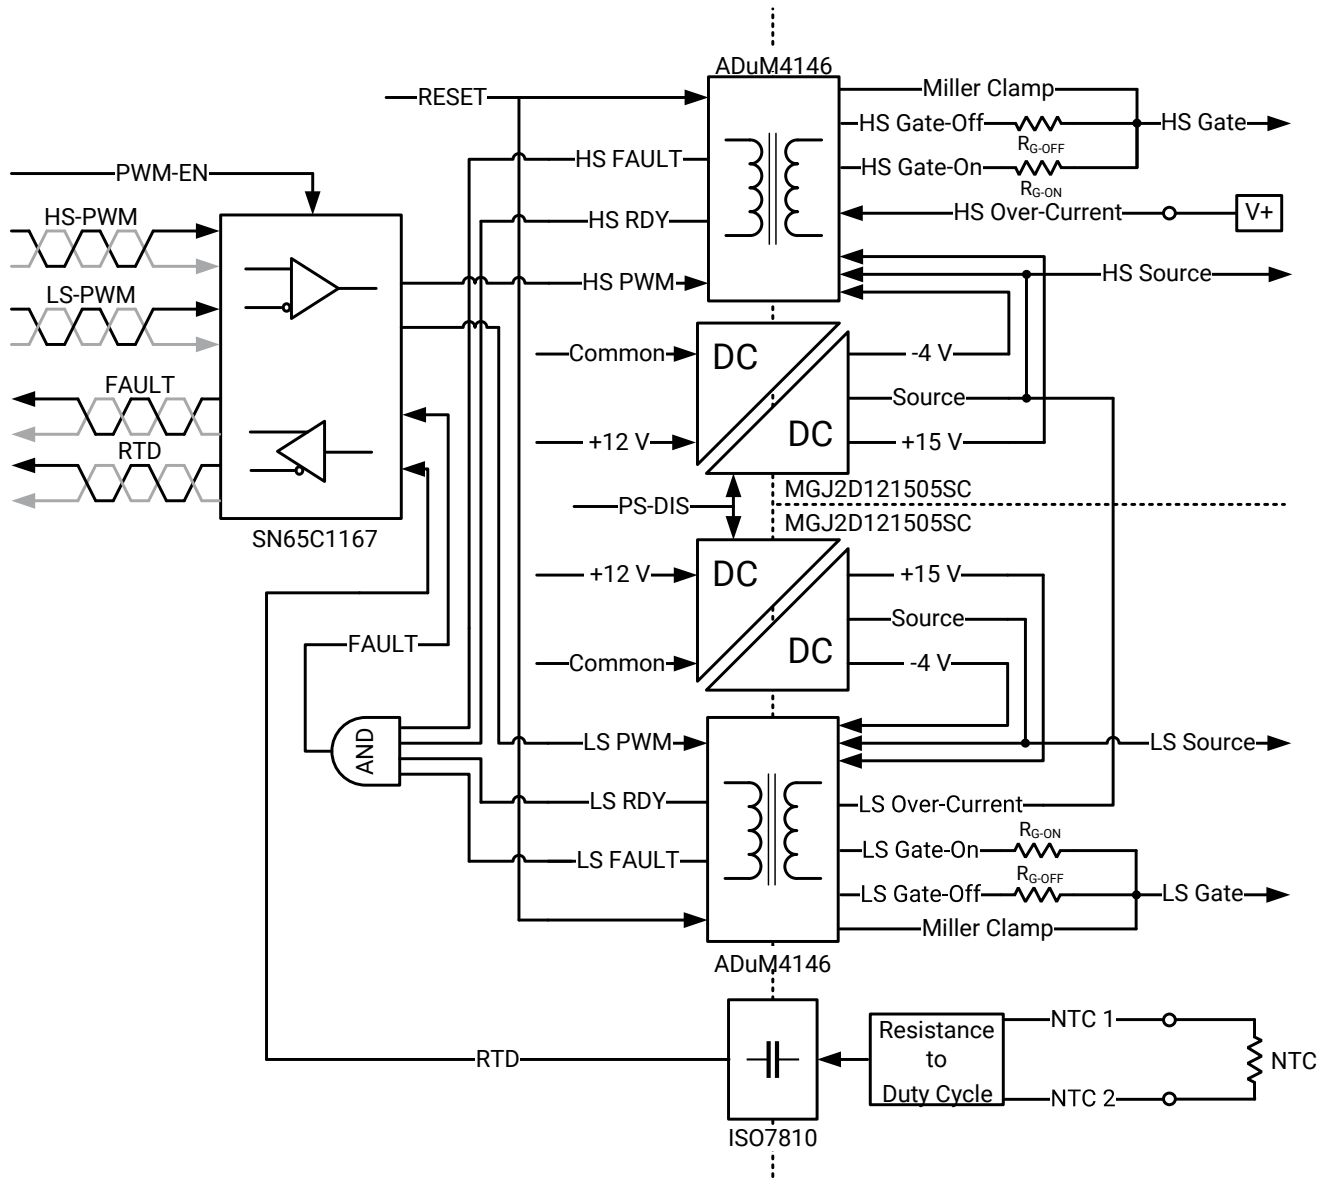 ADuM4146
RESET
Miller Clamp
HS Gate-Off
HS Gate
RG-OFF
HS FAULT
HS Gate-On
RG-ON
PWM-EN
HS-PWM
HS RDY
HS Over-Current
V+
HS PWM
HS Source
LS-PWM
Common
DC
-4 V
FAULT
Source
DC
+12 V
+15 V
RTD
MGJ2D121505SC
PS-DIS
MGJ2D121505SC
SN65C1167
+12 V
DC
+15 V
Source
FAULT
Common
DC
-4 V
AND
LS PWM
LS Source
LS RDY
LS Over-Current
RG-ON
LS FAULT
LS Gate-On
RG-OFF
LS Gate-Off
LS Gate
Miller Clamp
ADuM4146
Resistance
to
Duty Cycle
NTC 1
RTD
NTC
NTC 2
ISO7810